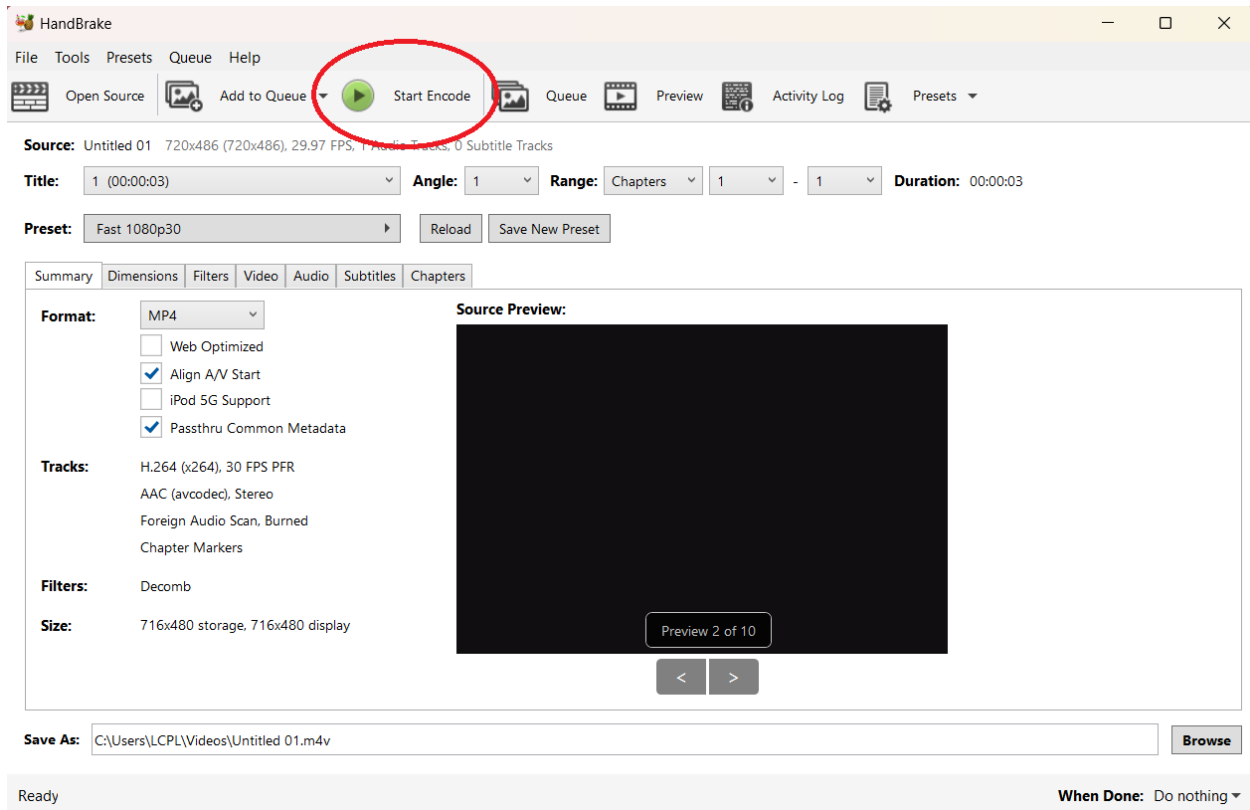 HandBrake
File Tools Presets Queue Help
Open Source Add to Queue Start Encode Queue Preview Activity Log Presets
Source: Untitled 01 720x486 (720x486), 29.97 FPS, 1 Audio Tracks, 0 Subtitle Tracks
Title: 1 (00:00:03) Angle: 1 Range: Chapters 1 - 1 Duration: 00:00:03
Preset: Fast 1080p30 Reload Save New Preset
Summary Dimensions Filters Video Audio Subtitles Chapters
Format: MP4 Source Preview:
Web Optimized
Align A/V Start
iPod 5G Support
Passthru Common Metadata
Tracks: H.264 (x264), 30 FPS PFR
AAC (avcodec), Stereo
Foreign Audio Scan, Burned
Chapter Markers
Filters: Decomb
Size: 716x480 storage, 716x480 display
Preview 2 of 10
< >
Save As: C:\Users\LCPL\Videos\Untitled 01.m4v Browse
Ready When Done: Do nothing